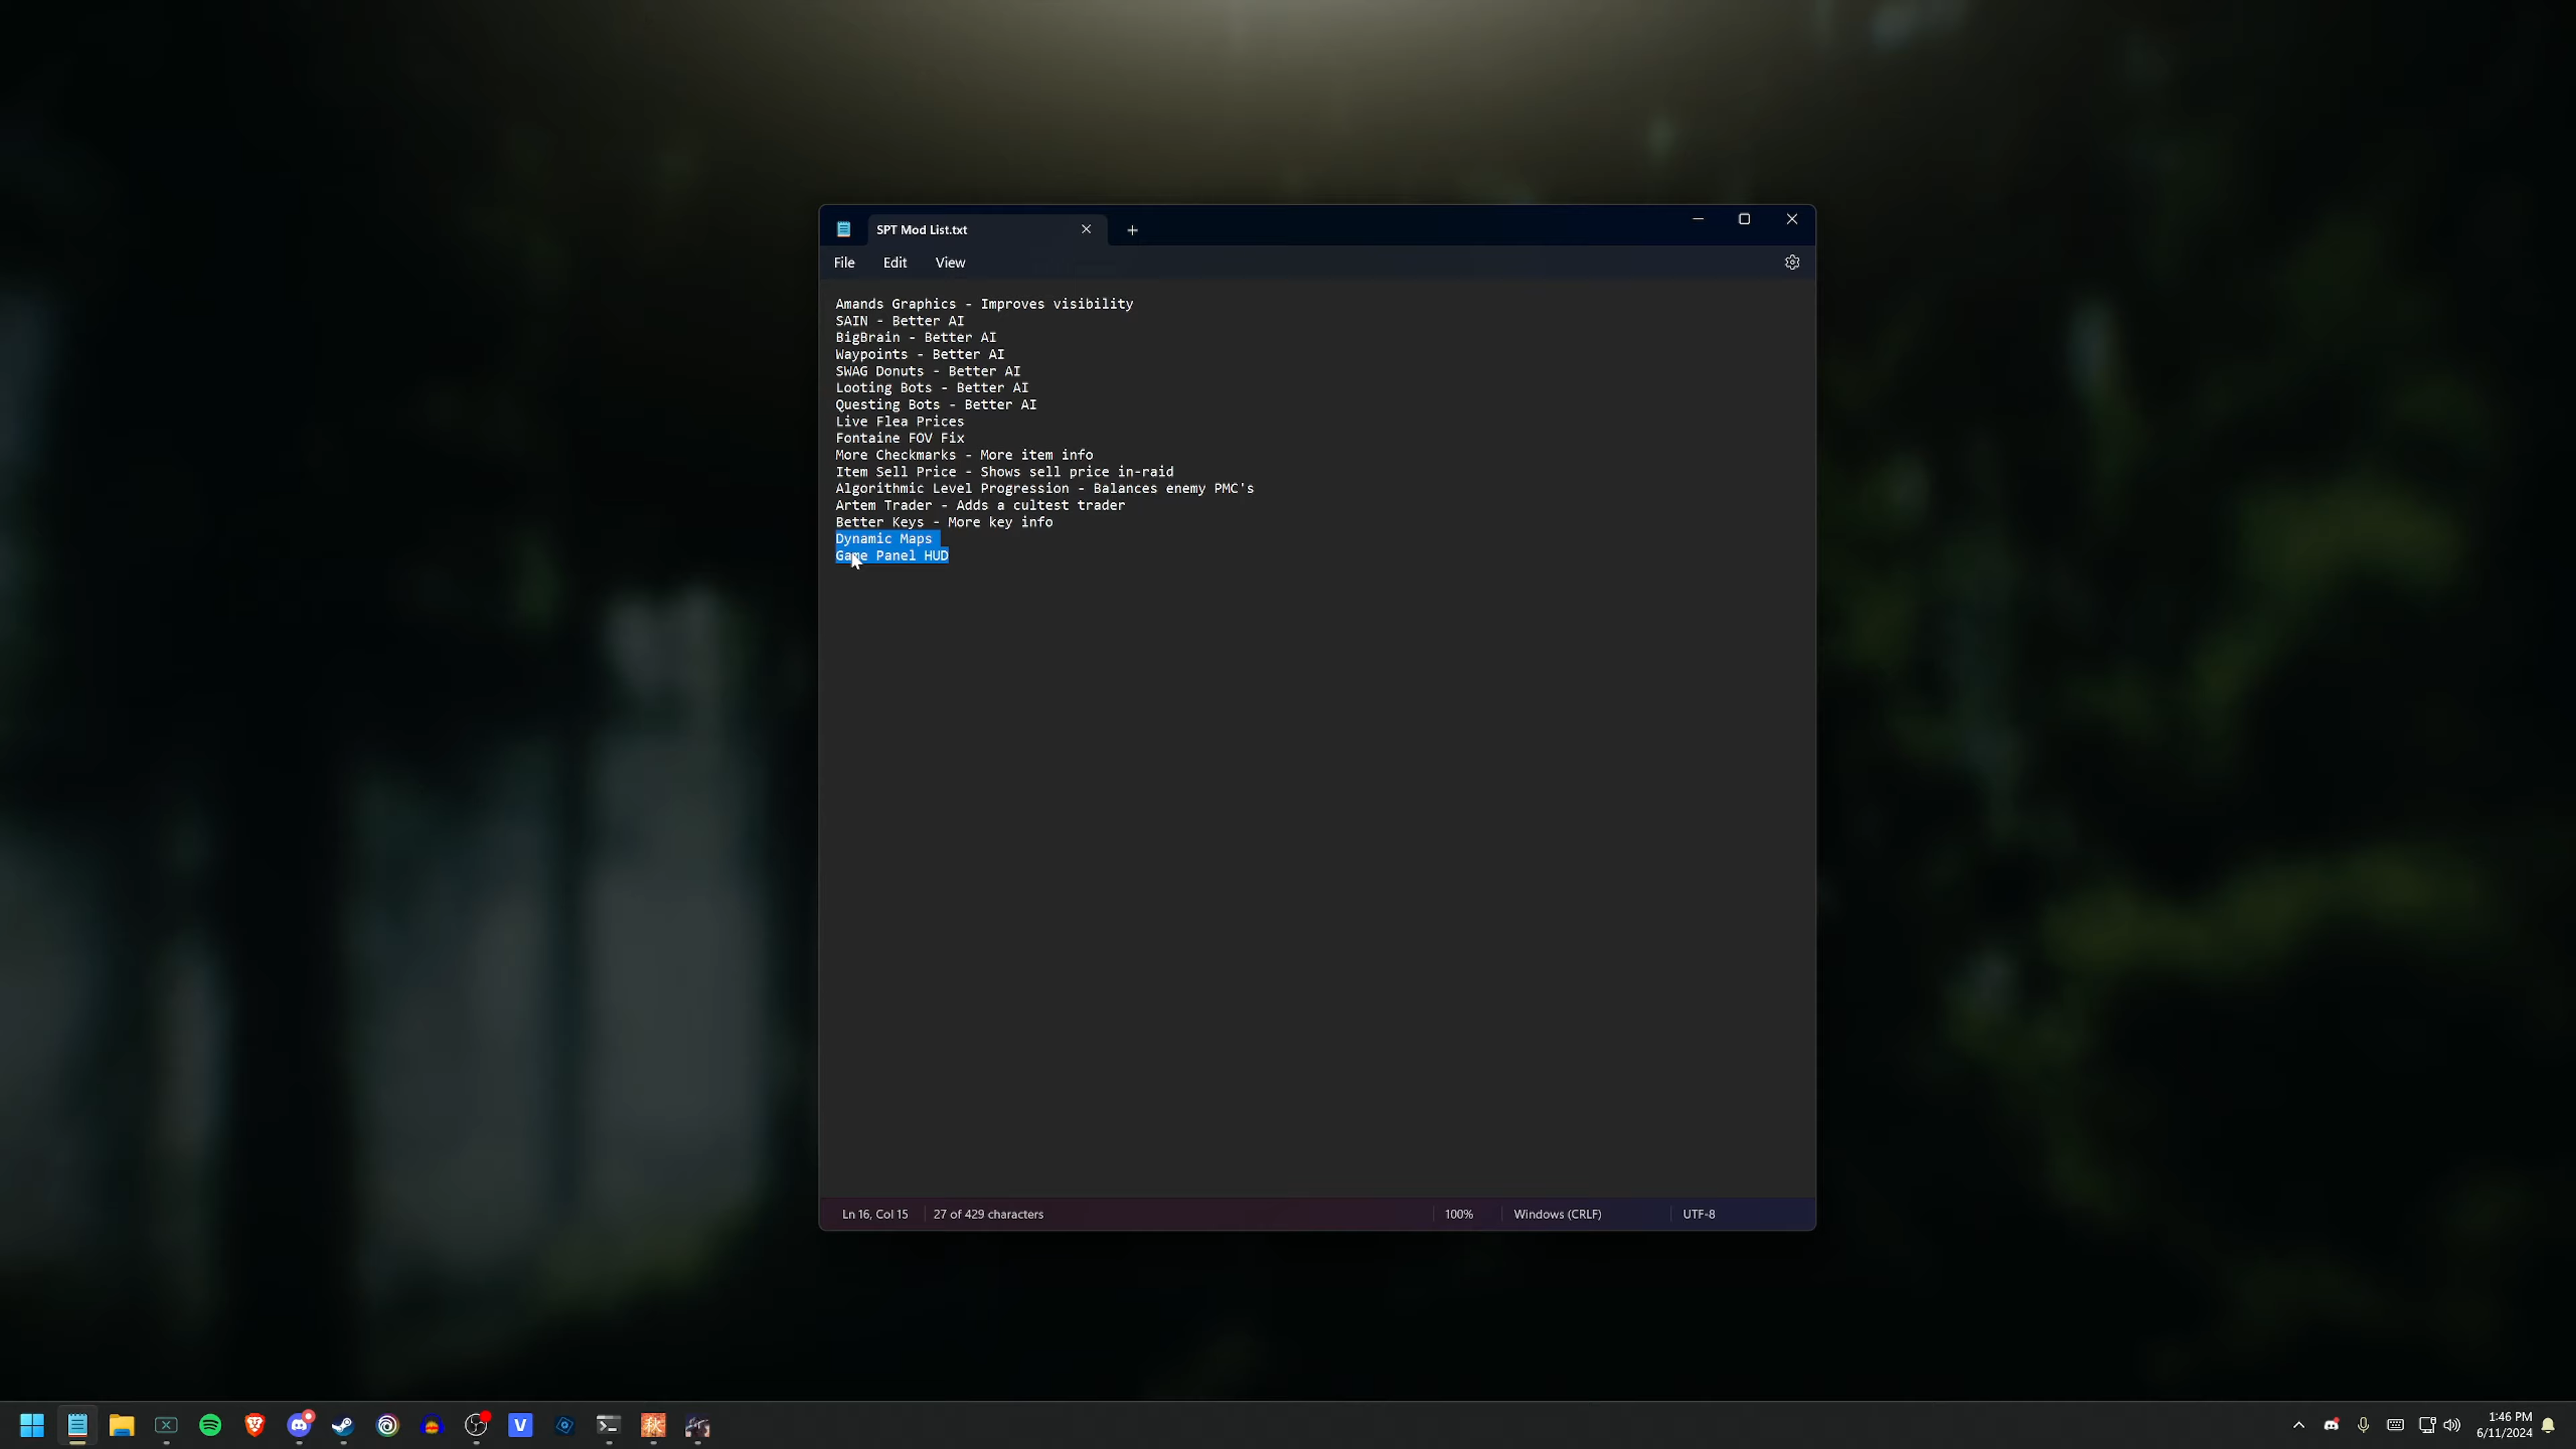 SPT Mod List.txt
File Edit View
Amands Graphics - Improves visibility
SAIN - Better AI
BigBrain - Better AI
Waypoints - Better AI
SWAG Donuts - Better AI
Looting Bots - Better AI
Questing Bots - Better AI
Live Flea Prices
Fontaine FOV Fix
More Checkmarks - More item info
Item Sell Price - Shows sell price in-raid
Algorithmic Level Progression - Balances enemy PMC's
Artem Trader - Adds a cultest trader
Better Keys - More key info
Dynamic Maps
Game Panel HUD
Ln 16, Col 15 27 of 429 characters 100% Windows (CRLF) UTF-8
V
秋
1:46 PM
6/11/2024